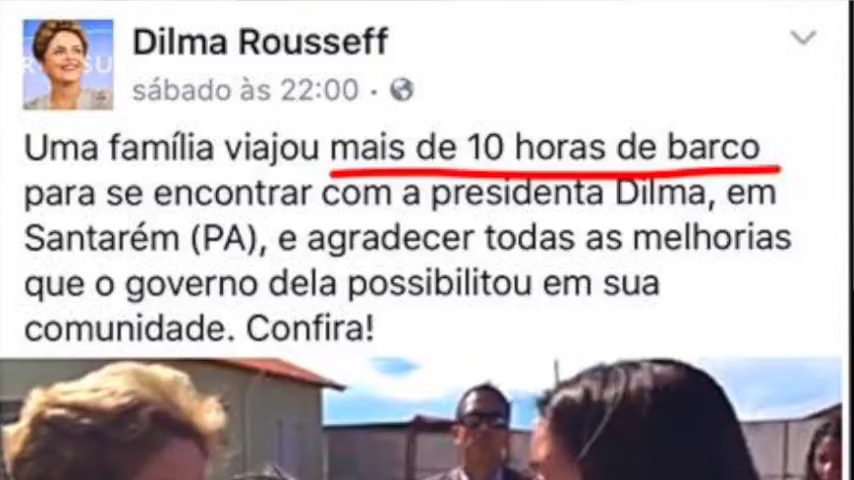 Dilma Rousseff
sábado às 22:00 ·
Uma família viajou mais de 10 horas de barco
para se encontrar com a presidenta Dilma, em
Santarém (PA), e agradecer todas as melhorias
que o governo dela possibilitou em sua
comunidade. Confira!